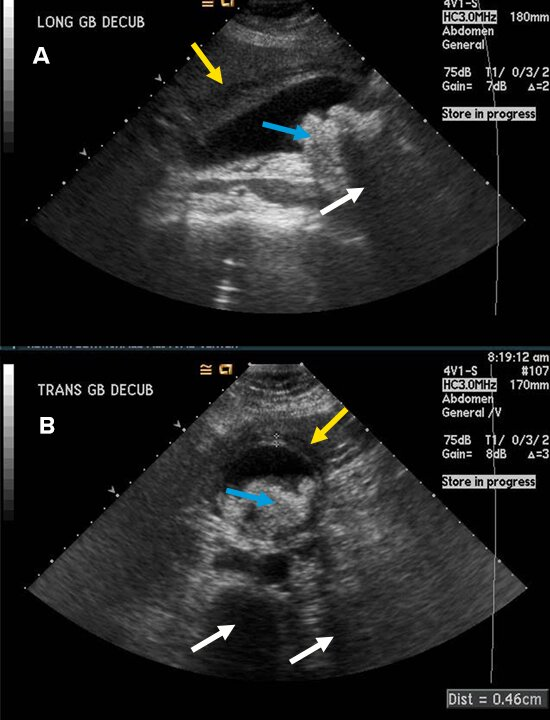 LONG GB DECUB
A
4V1-S
HC3.0MHz 180mm
Abdomen
General
75dB T1/ 0/3/2
Gain= 7dB Δ=2
Store in progress
8:19:12 am
TRANS GB DECUB
B
4V1-S #107
HC3.0MHz 170mm
Abdomen
General /V
75dB T1/ 0/3/2
Gain= 8dB Δ=3
Store in progress
Dist = 0.46cm